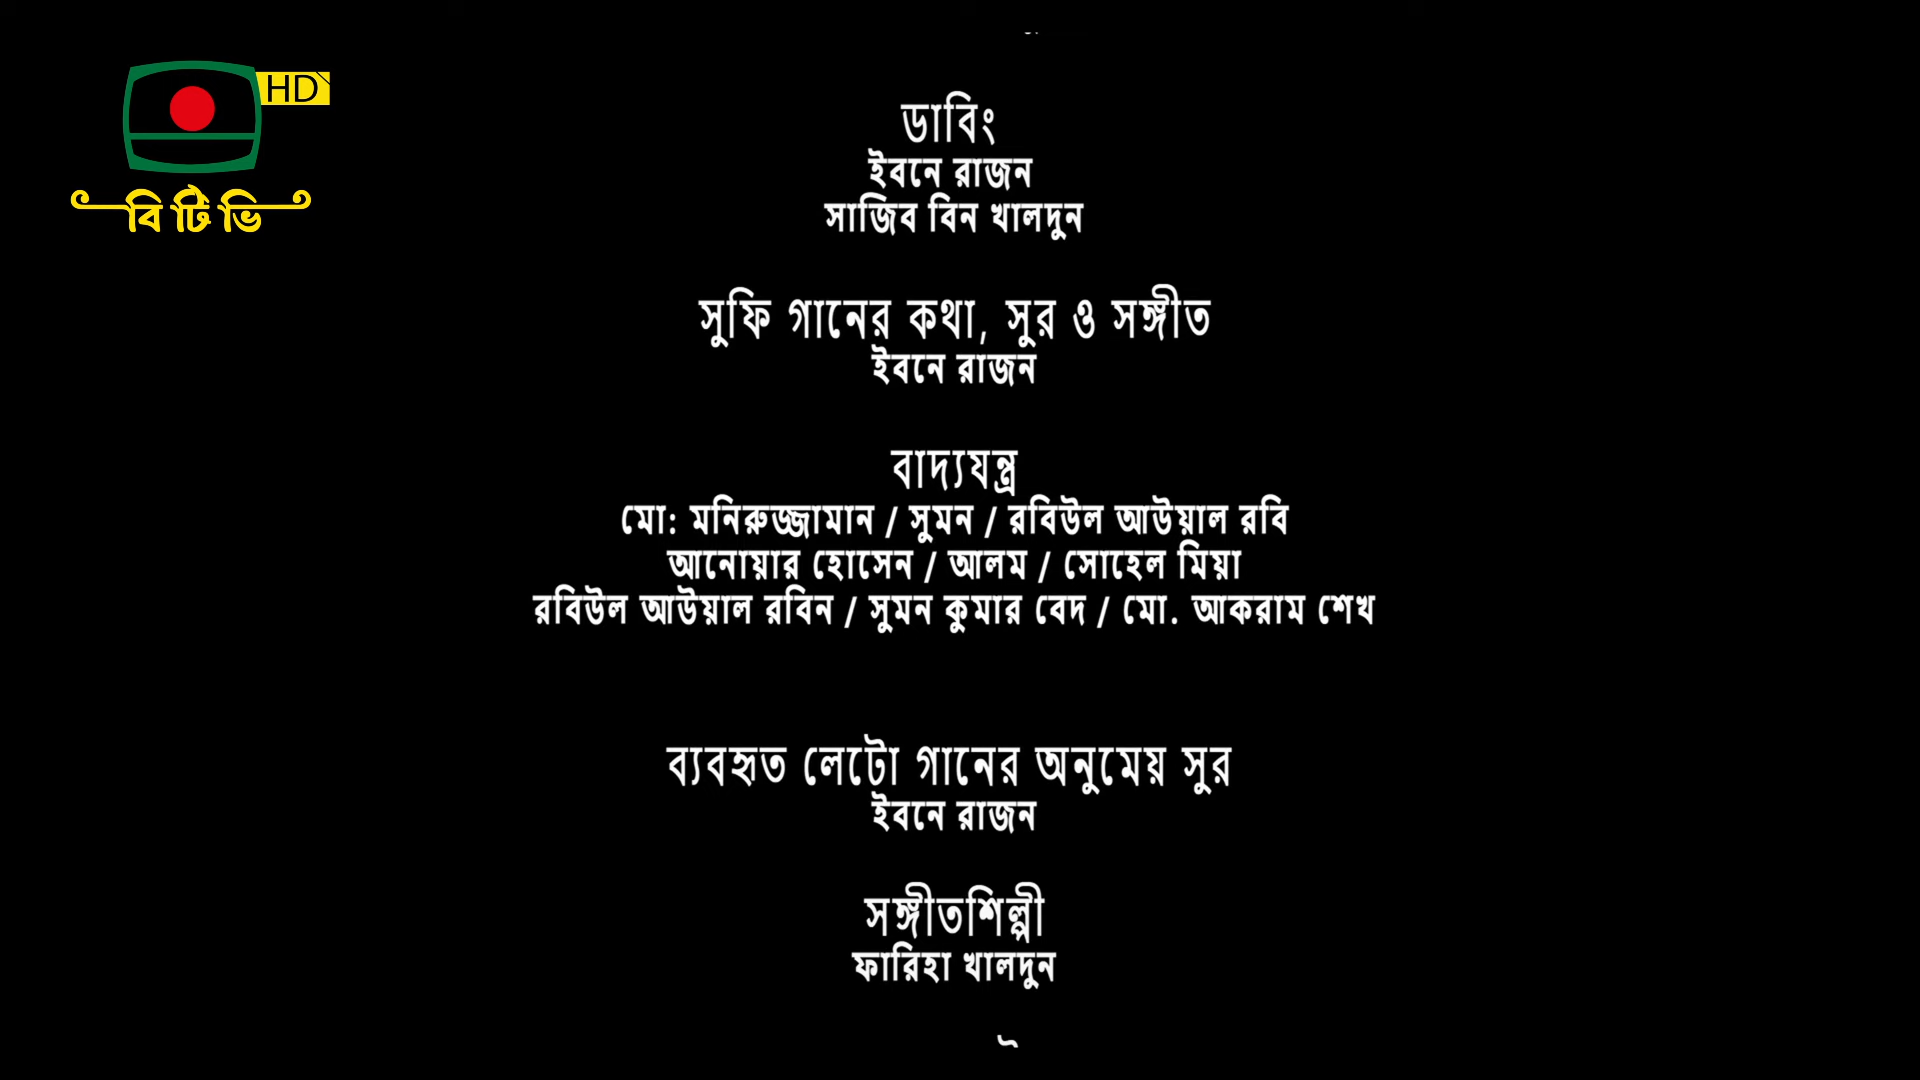 HD
বি টি ভি
ডাবিং
ইবনে রাজন
সাজিব বিন খালদুন
সুফি গানের কথা, সুর ও সঙ্গীত
ইবনে রাজন
বাদ্যযন্ত্র
মো: মনিরুজ্জামান / সুমন / রবিউল আউয়াল রবি
আনোয়ার হোসেন / আলম / সোহেল মিয়া
রবিউল আউয়াল রবিন / সুমন কুমার বেদ / মো. আকরাম শেখ
ব্যবহৃত লেটো গানের অনুমেয় সুর
ইবনে রাজন
সঙ্গীতশিল্পী
ফারিহা খালদুন